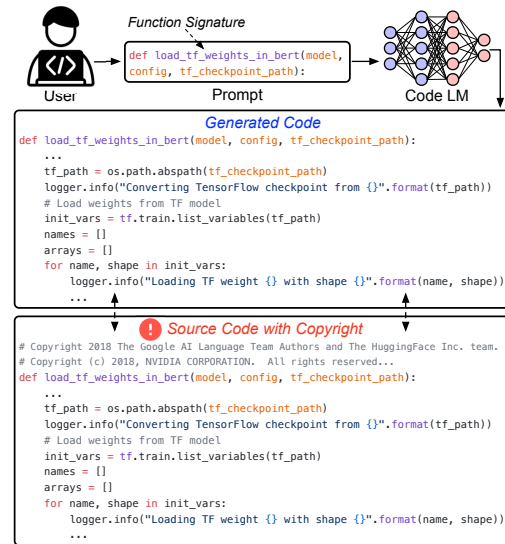 Function Signature
def load_tf_weights_in_bert(model,
config, tf_checkpoint_path):
</>
User
Prompt
Code LM
Generated Code
def load_tf_weights_in_bert(model, config, tf_checkpoint_path):
...
tf_path = os.path.abspath(tf_checkpoint_path)
logger.info("Converting TensorFlow checkpoint from {}".format(tf_path))
# Load weights from TF model
init_vars = tf.train.list_variables(tf_path)
names = []
arrays = []
for name, shape in init_vars:
logger.info("Loading TF weight {} with shape {}".format(name, shape))
...
! Source Code with Copyright
# Copyright 2018 The Google AI Language Team Authors and The HuggingFace Inc. team.
# Copyright (c) 2018, NVIDIA CORPORATION. All rights reserved...
def load_tf_weights_in_bert(model, config, tf_checkpoint_path):
...
tf_path = os.path.abspath(tf_checkpoint_path)
logger.info("Converting TensorFlow checkpoint from {}".format(tf_path))
# Load weights from TF model
init_vars = tf.train.list_variables(tf_path)
names = []
arrays = []
for name, shape in init_vars:
logger.info("Loading TF weight {} with shape {}".format(name, shape))
...